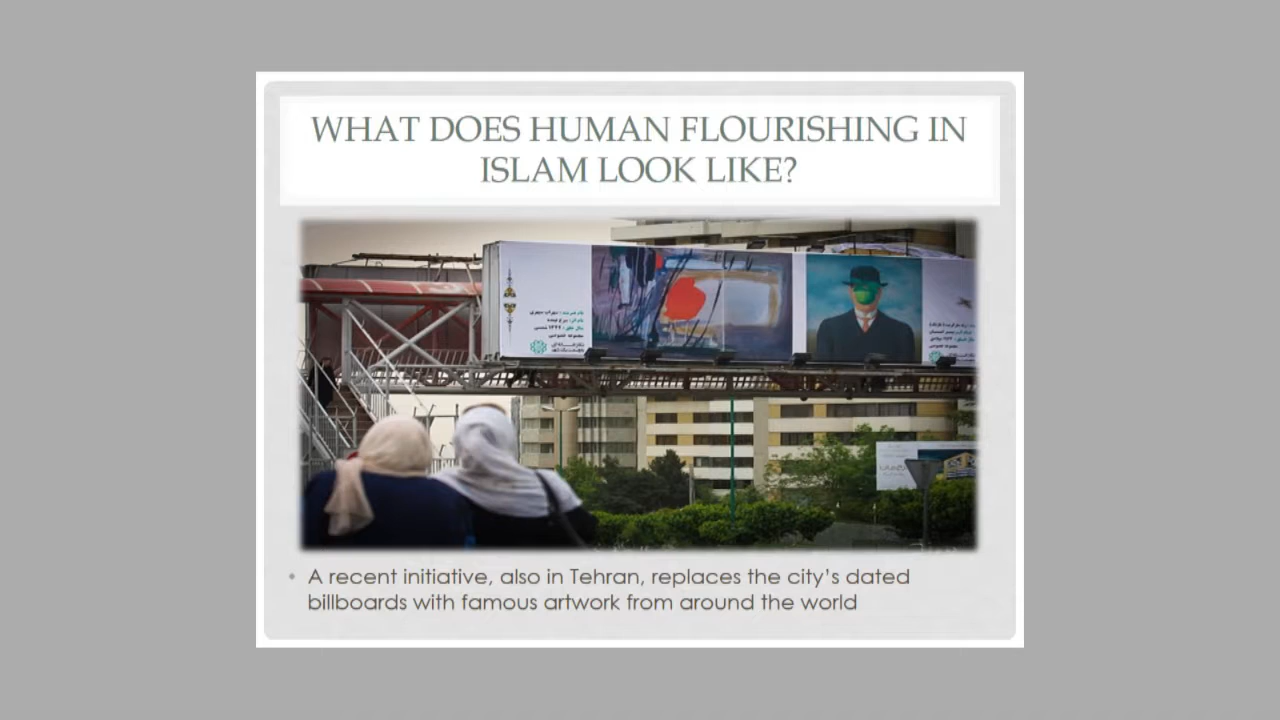 WHAT DOES HUMAN FLOURISHING IN
ISLAM LOOK LIKE?
• A recent initiative, also in Tehran, replaces the city's dated
billboards with famous artwork from around the world